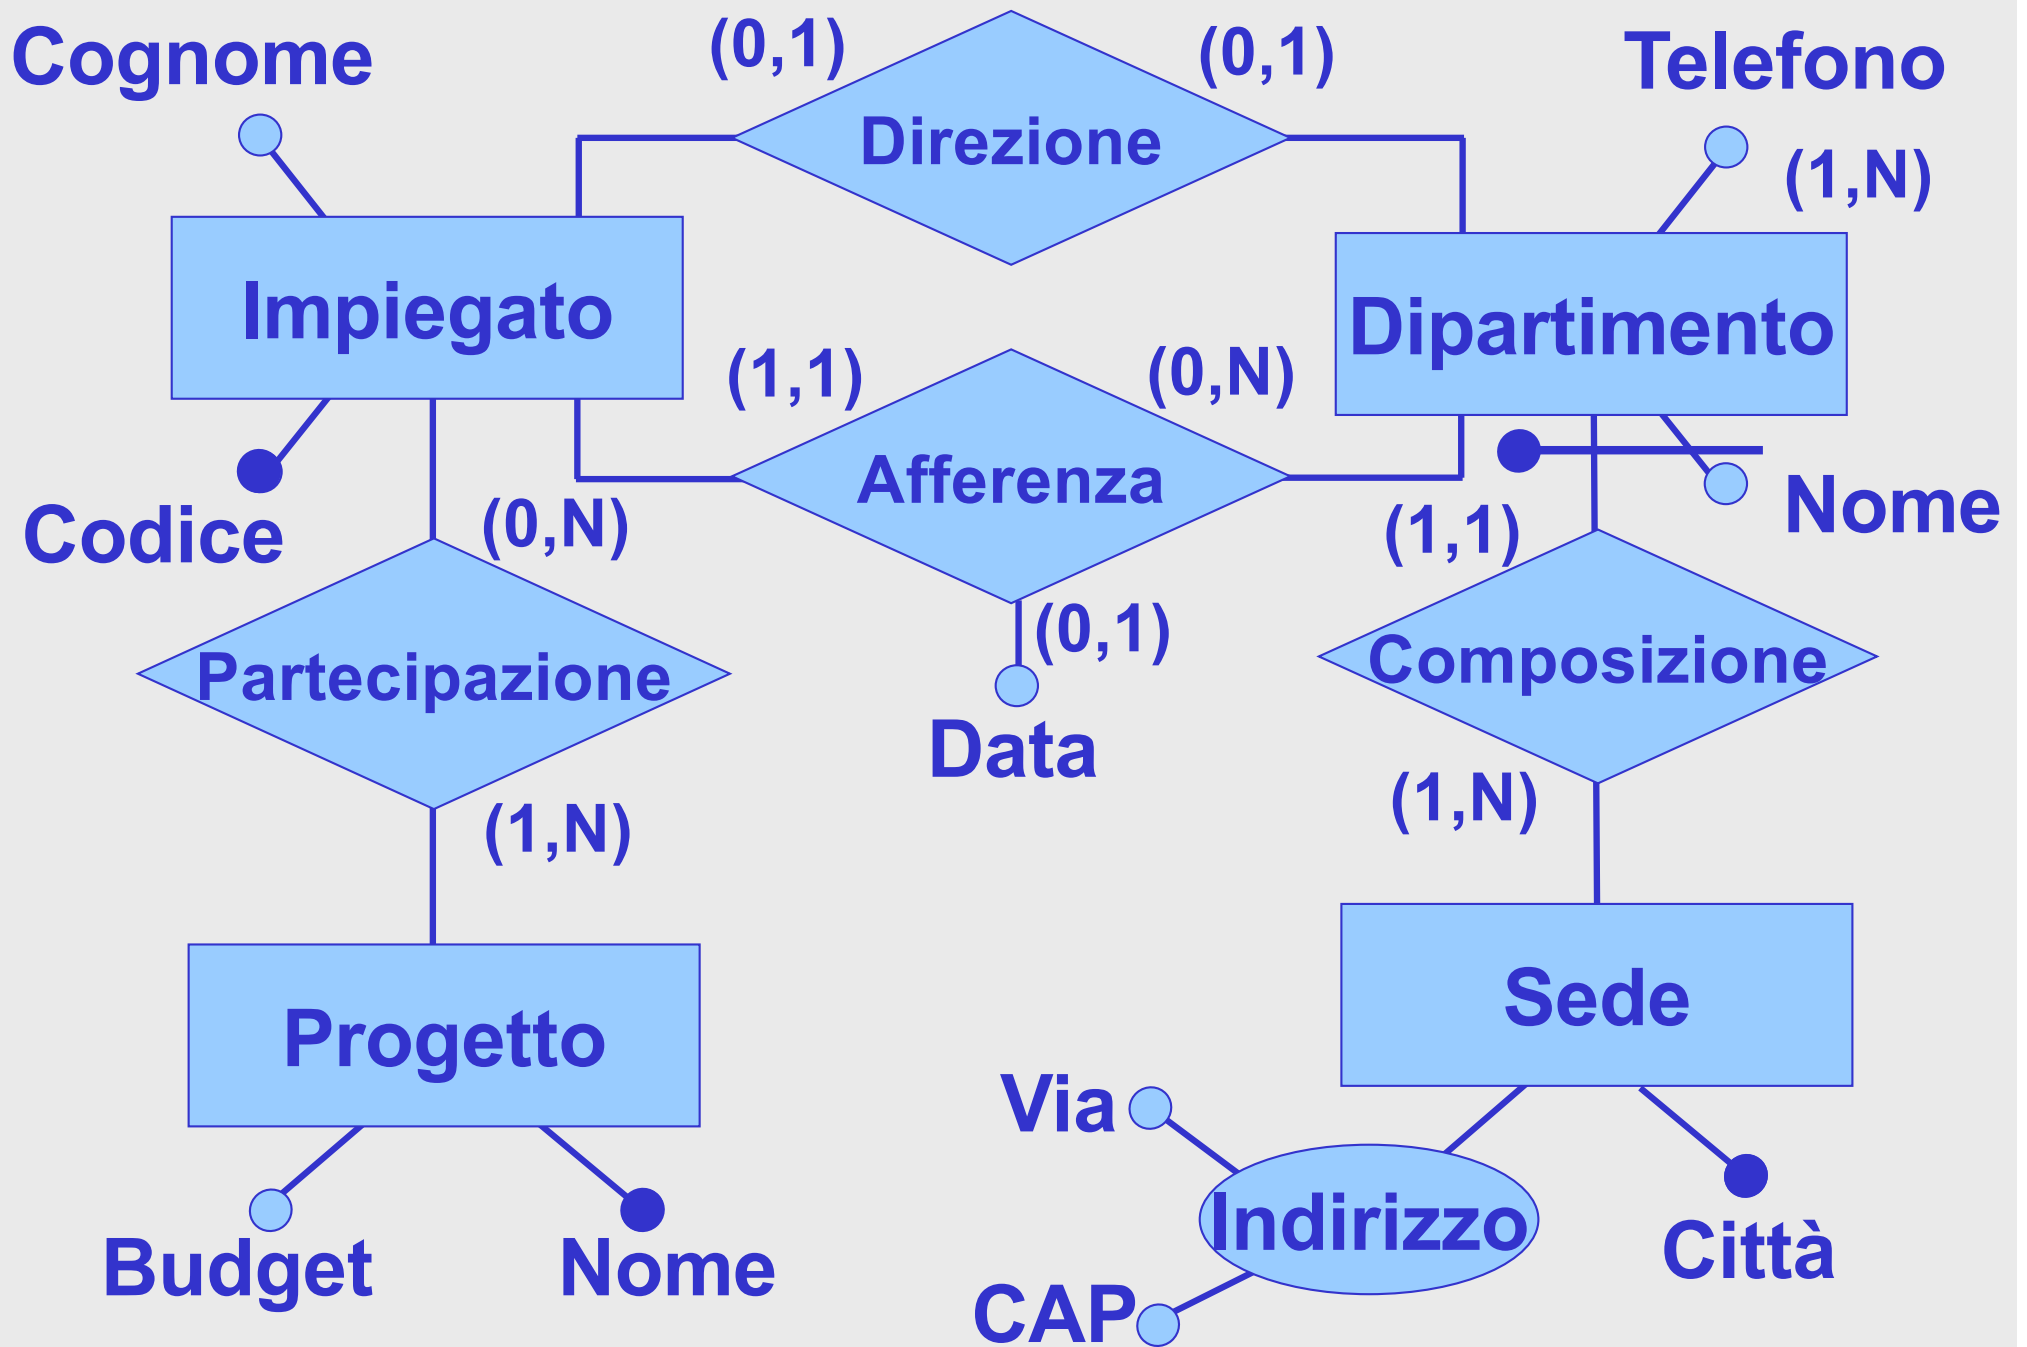 Cognome
(0,1)
(0,1)
Telefono
Direzione
(1,N)
Impiegato
Dipartimento
(1,1)
(0,N)
Afferenza
Codice
(0,N)
(1,1)
Nome
(0,1)
Partecipazione
Composizione
Data
(1,N)
(1,N)
Sede
Progetto
Via
Indirizzo
Città
Budget
Nome
CAP